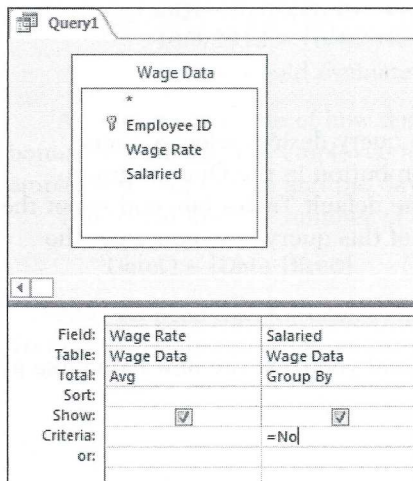 Query1
Wage Data
*
Employee ID
Wage Rate
Salaried
Field: Wage Rate Salaried
Table: Wage Data Wage Data
Total: Avg Group By
Sort:
Show:
Criteria: =No
or: